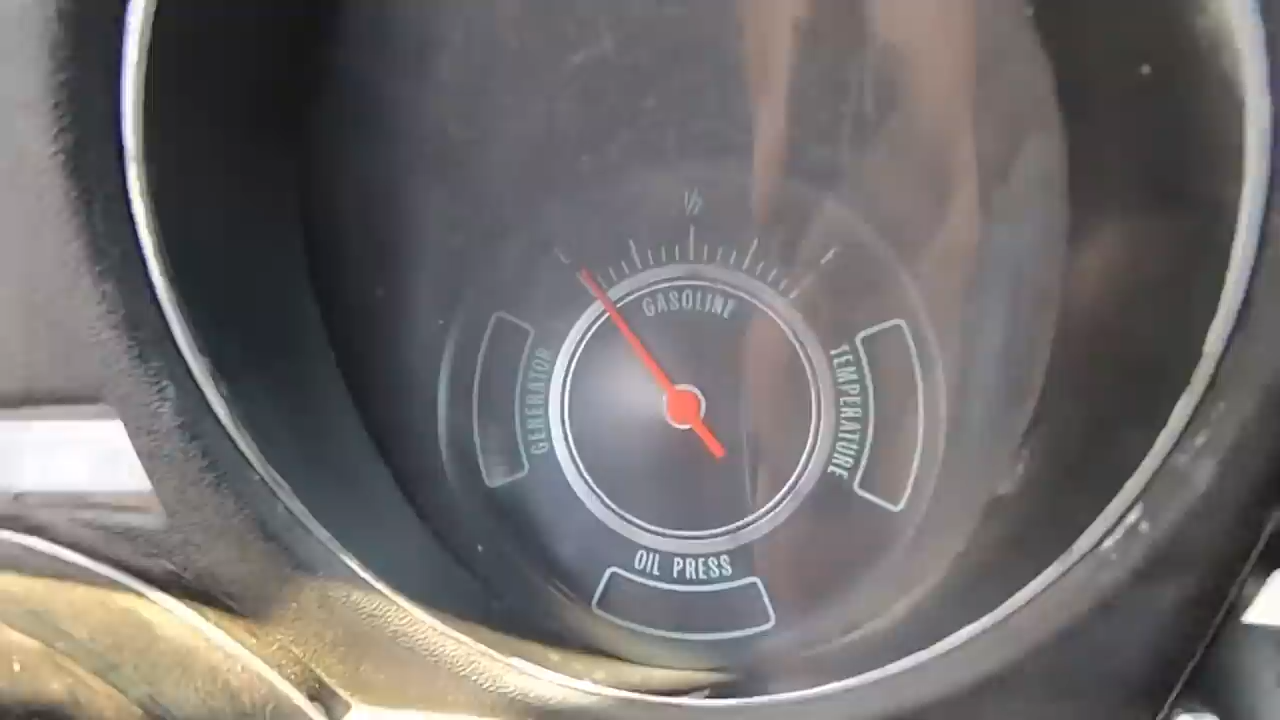 ½
F
GASOLINE
GENERATOR
TEMPERATURE
OIL PRESS